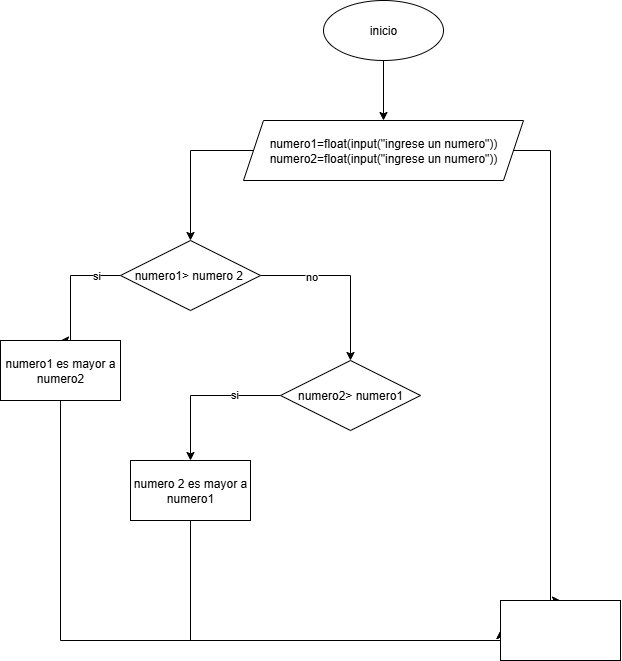 inicio
numero1=float(input("ingrese un numero"))
numero2=float(input("ingrese un numero"))
numero1> numero 2
si
no
numero1 es mayor a
numero2
numero2> numero1
si
numero 2 es mayor a
numero1